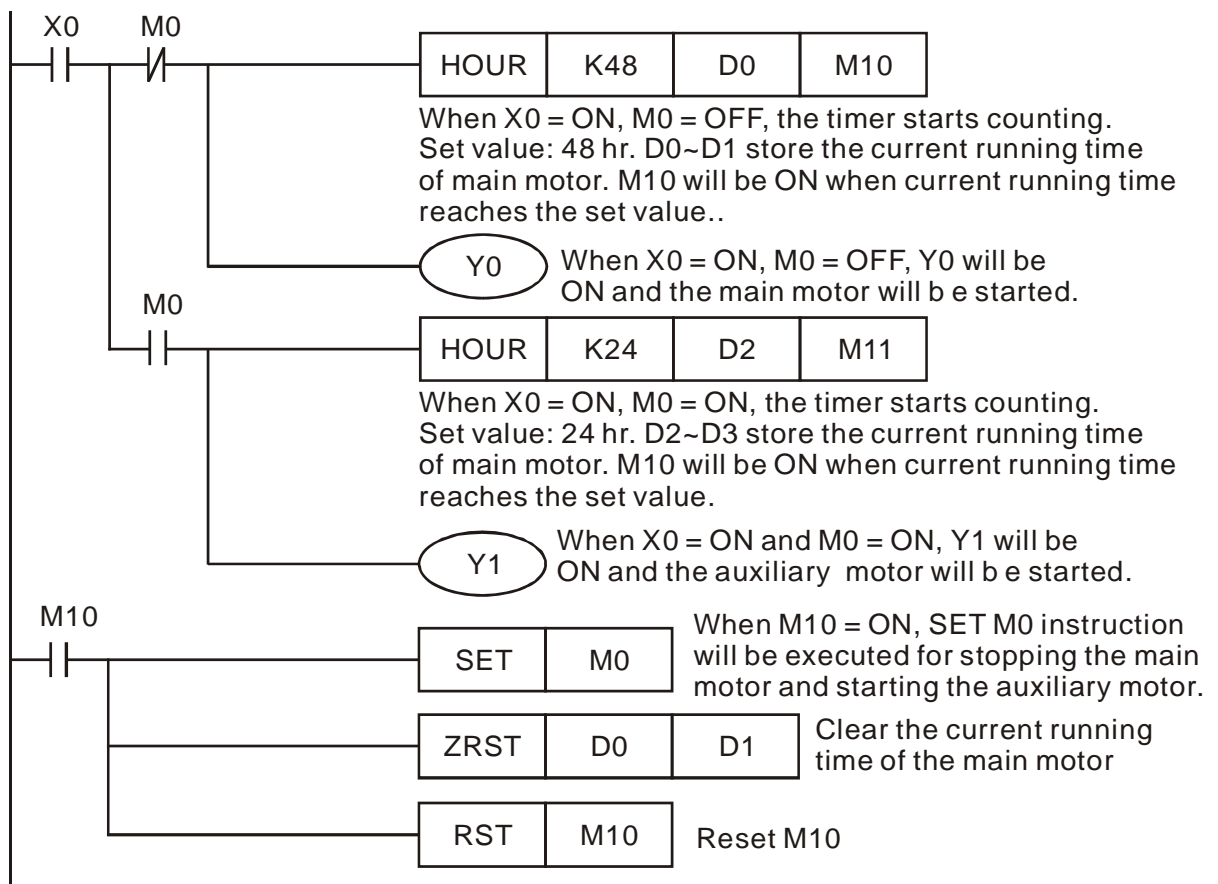 X0 M0
HOUR K48 D0 M10
When X0 = ON, M0 = OFF, the timer starts counting.
Set value: 48 hr. D0~D1 store the current running time
of main motor. M10 will be ON when current running time
reaches the set value..
Y0
When X0 = ON, M0 = OFF, Y0 will be
ON and the main motor will b e started.
M0
HOUR K24 D2 M11
When X0 = ON, M0 = ON, the timer starts counting.
Set value: 24 hr. D2~D3 store the current running time
of main motor. M10 will be ON when current running time
reaches the set value.
Y1
When X0 = ON and M0 = ON, Y1 will be
ON and the auxiliary motor will b e started.
M10
SET M0
When M10 = ON, SET M0 instruction
will be executed for stopping the main
motor and starting the auxiliary motor.
ZRST D0 D1
Clear the current running
time of the main motor
RST M10
Reset M10